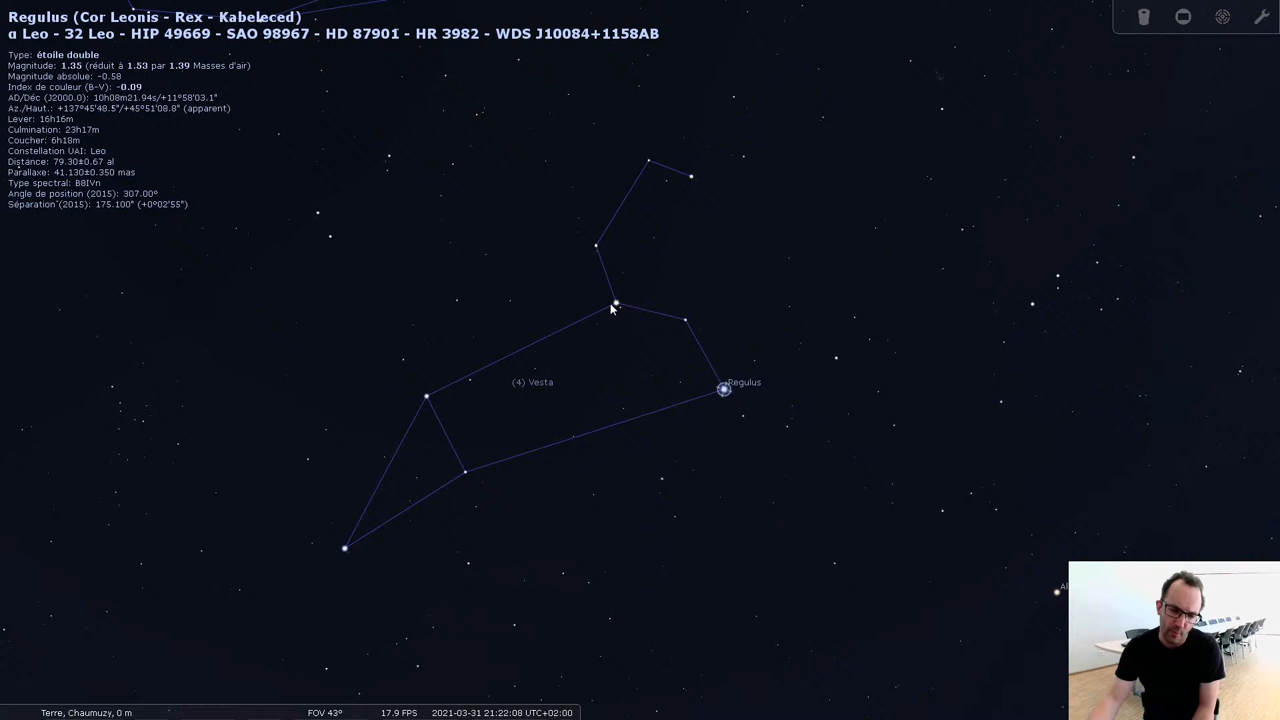 Regulus (Cor Leonis - Rex - Kabeleced)
α Leo - 32 Leo - HIP 49669 - SAO 98967 - HD 87901 - HR 3982 - WDS J10084+1158AB
Type: étoile double
Magnitude: 1.35 (réduit à 1.53 par 1.39 Masses d'air)
Magnitude absolue: -0.58
Index de couleur (B-V): -0.09
AD/Déc (J2000.0): 10h08m21.94s/+11°58'03.1"
Az./Haut.: +137°45'48.5"/+45°51'08.8" (apparent)
Lever: 16h16m
Culmination: 23h17m
Coucher: 6h18m
Constellation UAI: Leo
Distance: 79.30±0.67 al
Parallaxe: 41.130±0.350 mas
Type spectral: B8IVn
Angle de position (2015): 307.00°
Séparation (2015): 175.100" (+0°02'55")
(4) Vesta
Regulus
Al
Terre, Chaumuzy, 0 m FOV 43° 17.9 FPS 2021-03-31 21:22:08 UTC+02:00